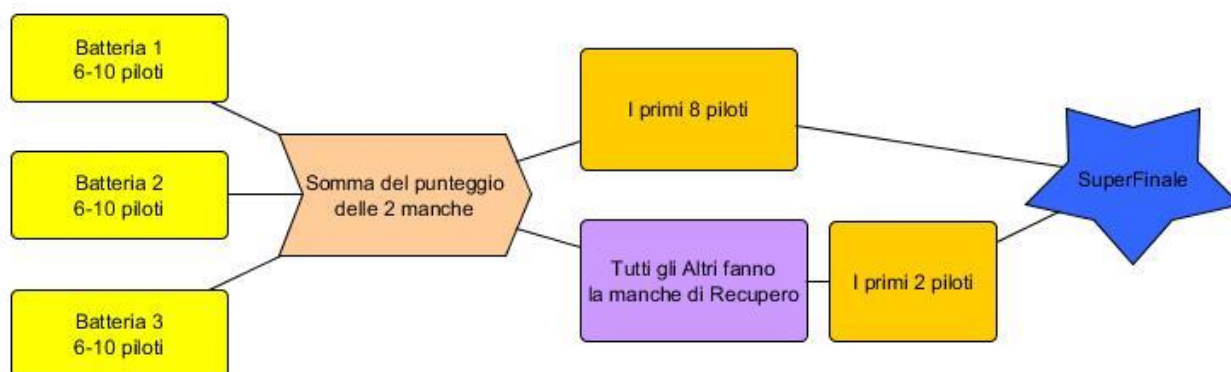 Batteria 1
6-10 piloti
Batteria 2
6-10 piloti
Batteria 3
6-10 piloti
Somma del punteggio
delle 2 manche
I primi 8 piloti
Tutti gli Altri fanno
la manche di Recupero
I primi 2 piloti
SuperFinale